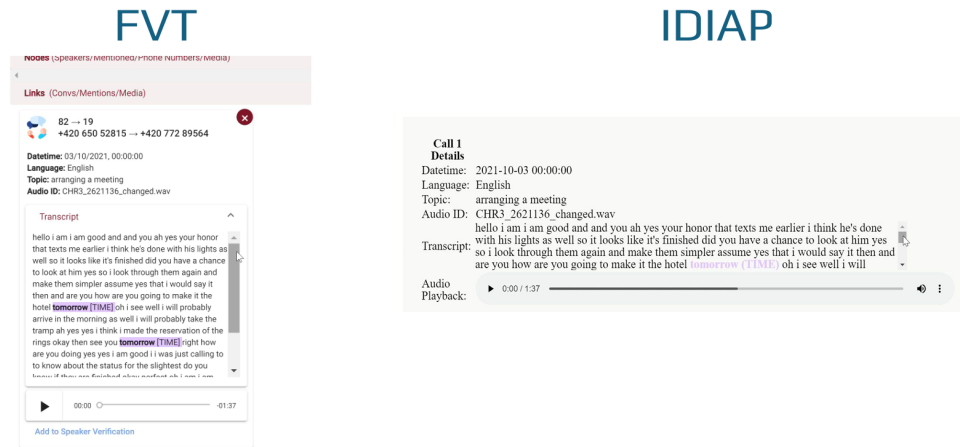 FVT
IDIAP
Nodes (Speakers/Mentioned/Phone Numbers/Media)
Links (Convs/Mentions/Media)
82 → 19
+420 650 52815 → +420 772 89564
Datetime: 03/10/2021, 00:00:00
Language: English
Topic: arranging a meeting
Audio ID: CHR3_2621136_changed.wav
Transcript
hello i am i am good and and you ah yes your honor
that texts me earlier i think he's done with his lights as
well so it looks like it's finished did you have a chance
to look at him yes so i look through them again and
make them simpler assume yes that i would say it
then and are you how are you going to make it the
hotel tomorrow [TIME] oh i see well i will probably
arrive in the morning as well i will probably take the
tramp ah yes yes i think i made the reservation of the
rings okay then see you tomorrow [TIME] right how
are you doing yes yes i am good i i was just calling to
to know about the status for the slightest do you
know if they are finished okay perfect oh i am i am
00:00
-01:37
Add to Speaker Verification
Call 1
Details
Datetime: 2021-10-03 00:00:00
Language: English
Topic: arranging a meeting
Audio ID: CHR3_2621136_changed.wav
Transcript:
hello i am i am good and and you ah yes your honor that texts me earlier i think he's done
with his lights as well so it looks like it's finished did you have a chance to look at him yes
so i look through them again and make them simpler assume yes that i would say it then and
are you how are you going to make it the hotel tomorrow (TIME) oh i see well i will
Audio
Playback:
0:00 / 1:37